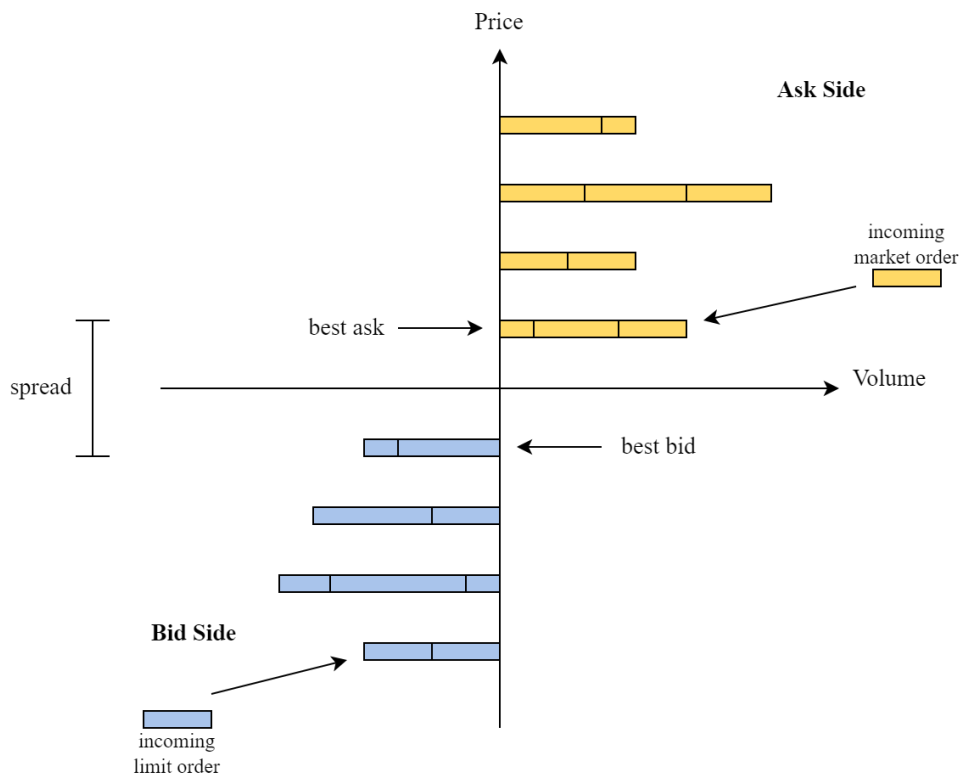 Price
Ask Side
incoming
market order
best ask
Volume
spread
best bid
Bid Side
incoming
limit order